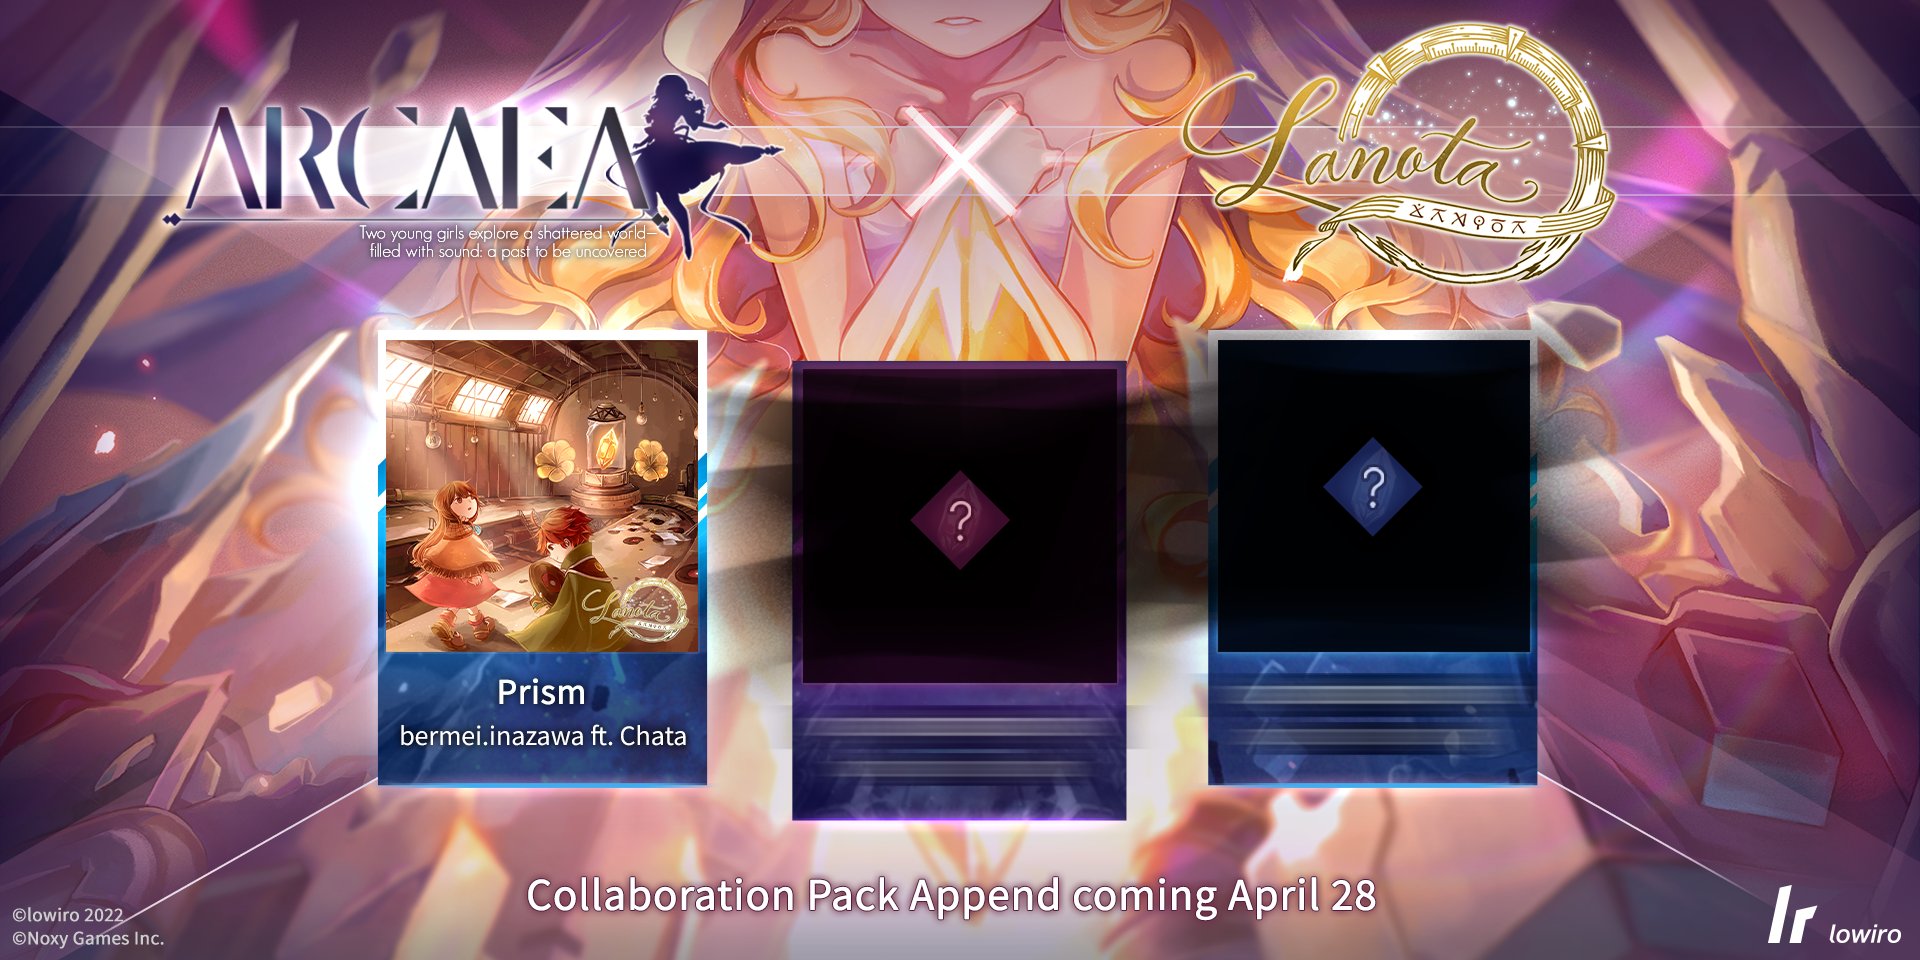 ARCAEA
Two young girls explore a shattered world—
filled with sound: a past to be uncovered
×
Lanota
Lanota
?
?
Prism
bermei.inazawa ft. Chata
Collaboration Pack Append coming April 28
©lowiro 2022
©Noxy Games Inc.
lowiro